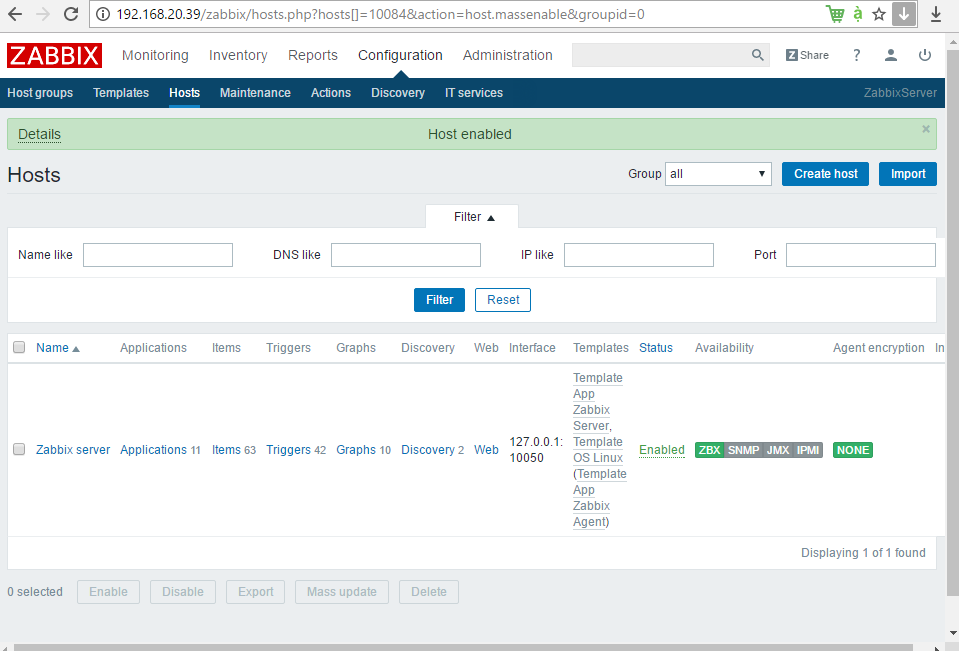 192.168.20.39/zabbix/hosts.php?hosts[]=10084&action=host.massenable&groupid=0
ZABBIX Monitoring Inventory Reports Configuration Administration Z Share ?
Host groups Templates Hosts Maintenance Actions Discovery IT services ZabbixServer
Details Host enabled ×
Hosts Group all Create host Import
Filter ▲
Name like DNS like IP like Port
Filter Reset
Name ▲ Applications Items Triggers Graphs Discovery Web Interface Templates Status Availability Agent encryption In
Zabbix server Applications 11 Items 63 Triggers 42 Graphs 10 Discovery 2 Web
127.0.0.1:
10050
Template
App
Zabbix
Server,
Template
OS Linux
(Template
App
Zabbix
Agent)
Enabled ZBX SNMP JMX IPMI NONE
Displaying 1 of 1 found
0 selected Enable Disable Export Mass update Delete